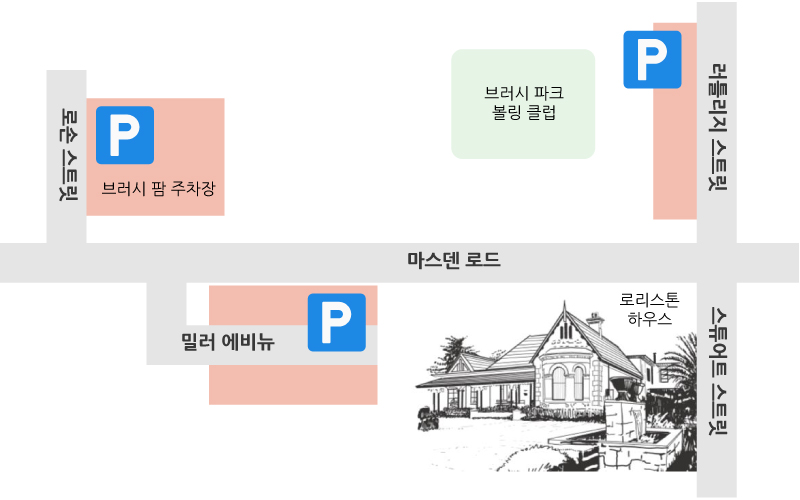 브러시 파크
볼링 클럽
P
러틀리지 스트릿
로손 스트릿
P
브러시 팜 주차장
마스덴 로드
밀러 에비뉴
P
로리스톤
하우스
스튜어트 스트릿